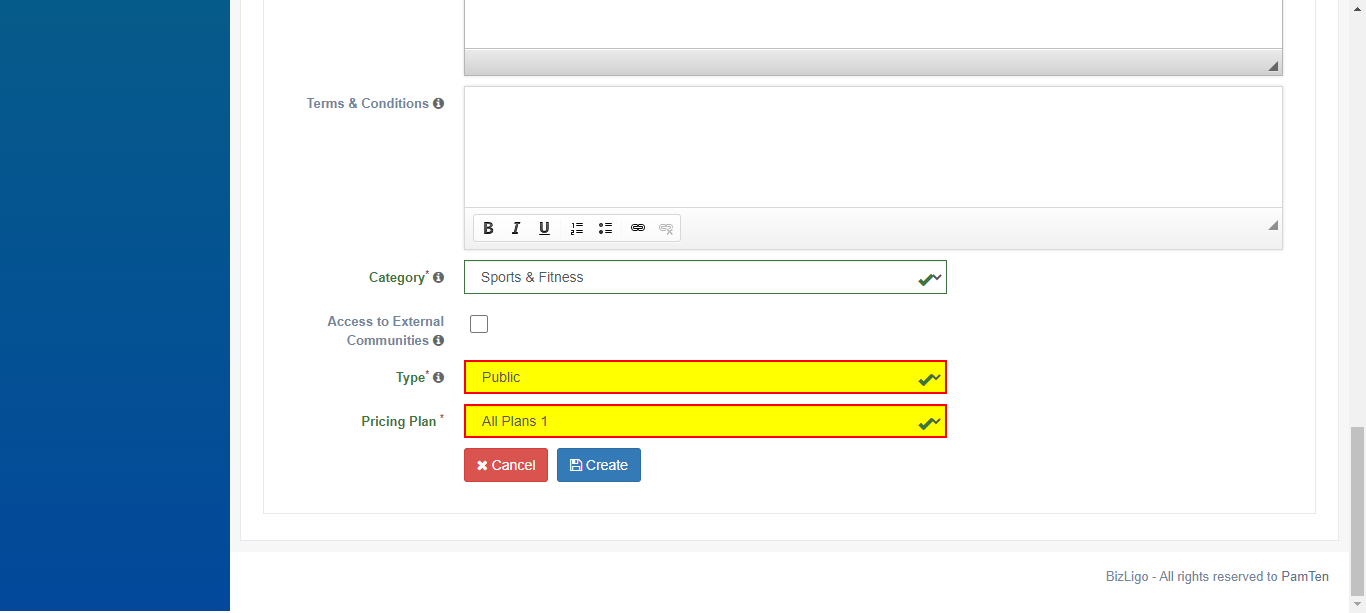 Terms & Conditions
B I U
Category*
Sports & Fitness
Access to External
Communities
Type*
Public
Pricing Plan *
All Plans 1
Cancel
Create
BizLigo - All rights reserved to PamTen